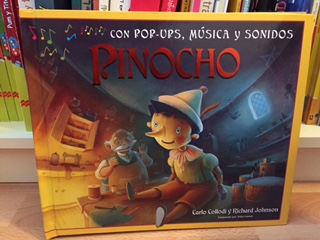 CON POP-UPS, MÚSICA y SONIDOS
PINOCHO
Carlo Collodi y Richard Johnson